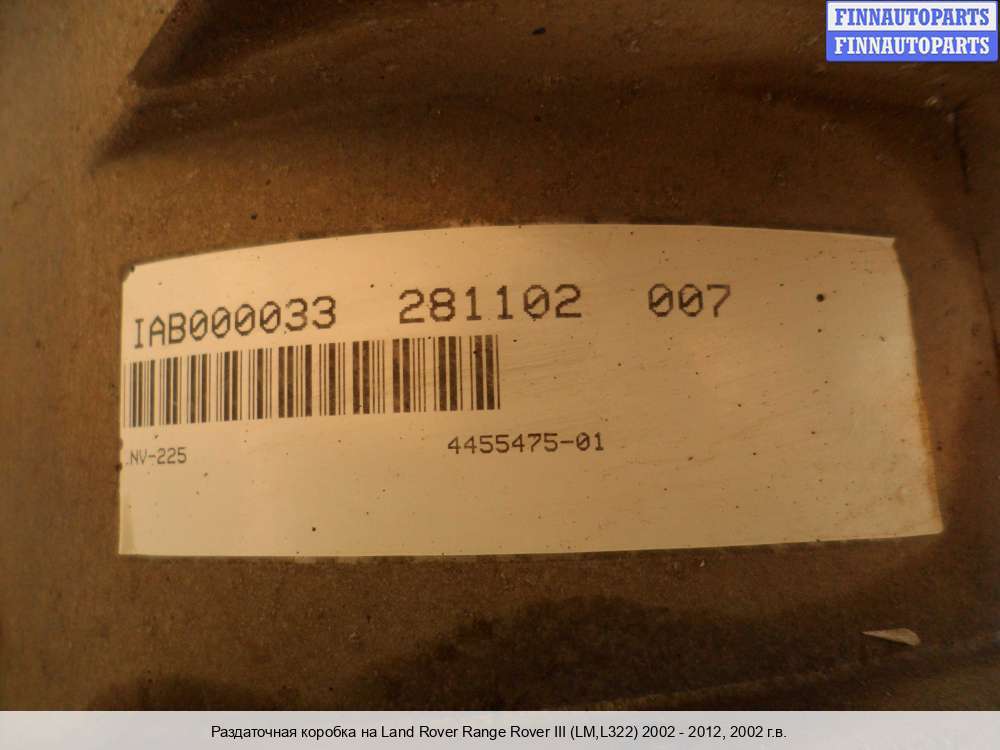 FINNAUTOPARTS
FINNAUTOPARTS
IAB000033 281102 007
.NV-225 4455475-01
Раздаточная коробка на Land Rover Range Rover III (LM,L322) 2002 - 2012, 2002 г.в.